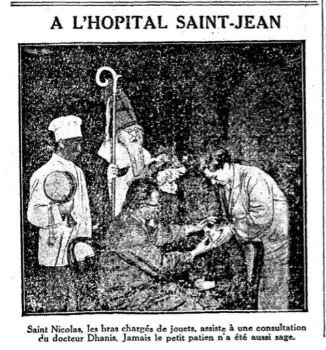 A L'HOPITAL SAINT-JEAN
Saint Nicolas, les bras chargés de jouets, assiste à une consultation
du docteur Dhanis. Jamais le petit patien n'a été aussi sage.